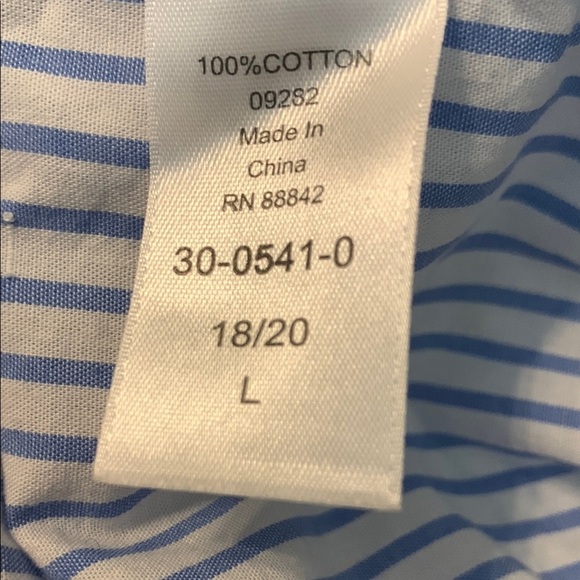 100%COTTON
09282
Made In
China
RN 88842
30-0541-0
18/20
L